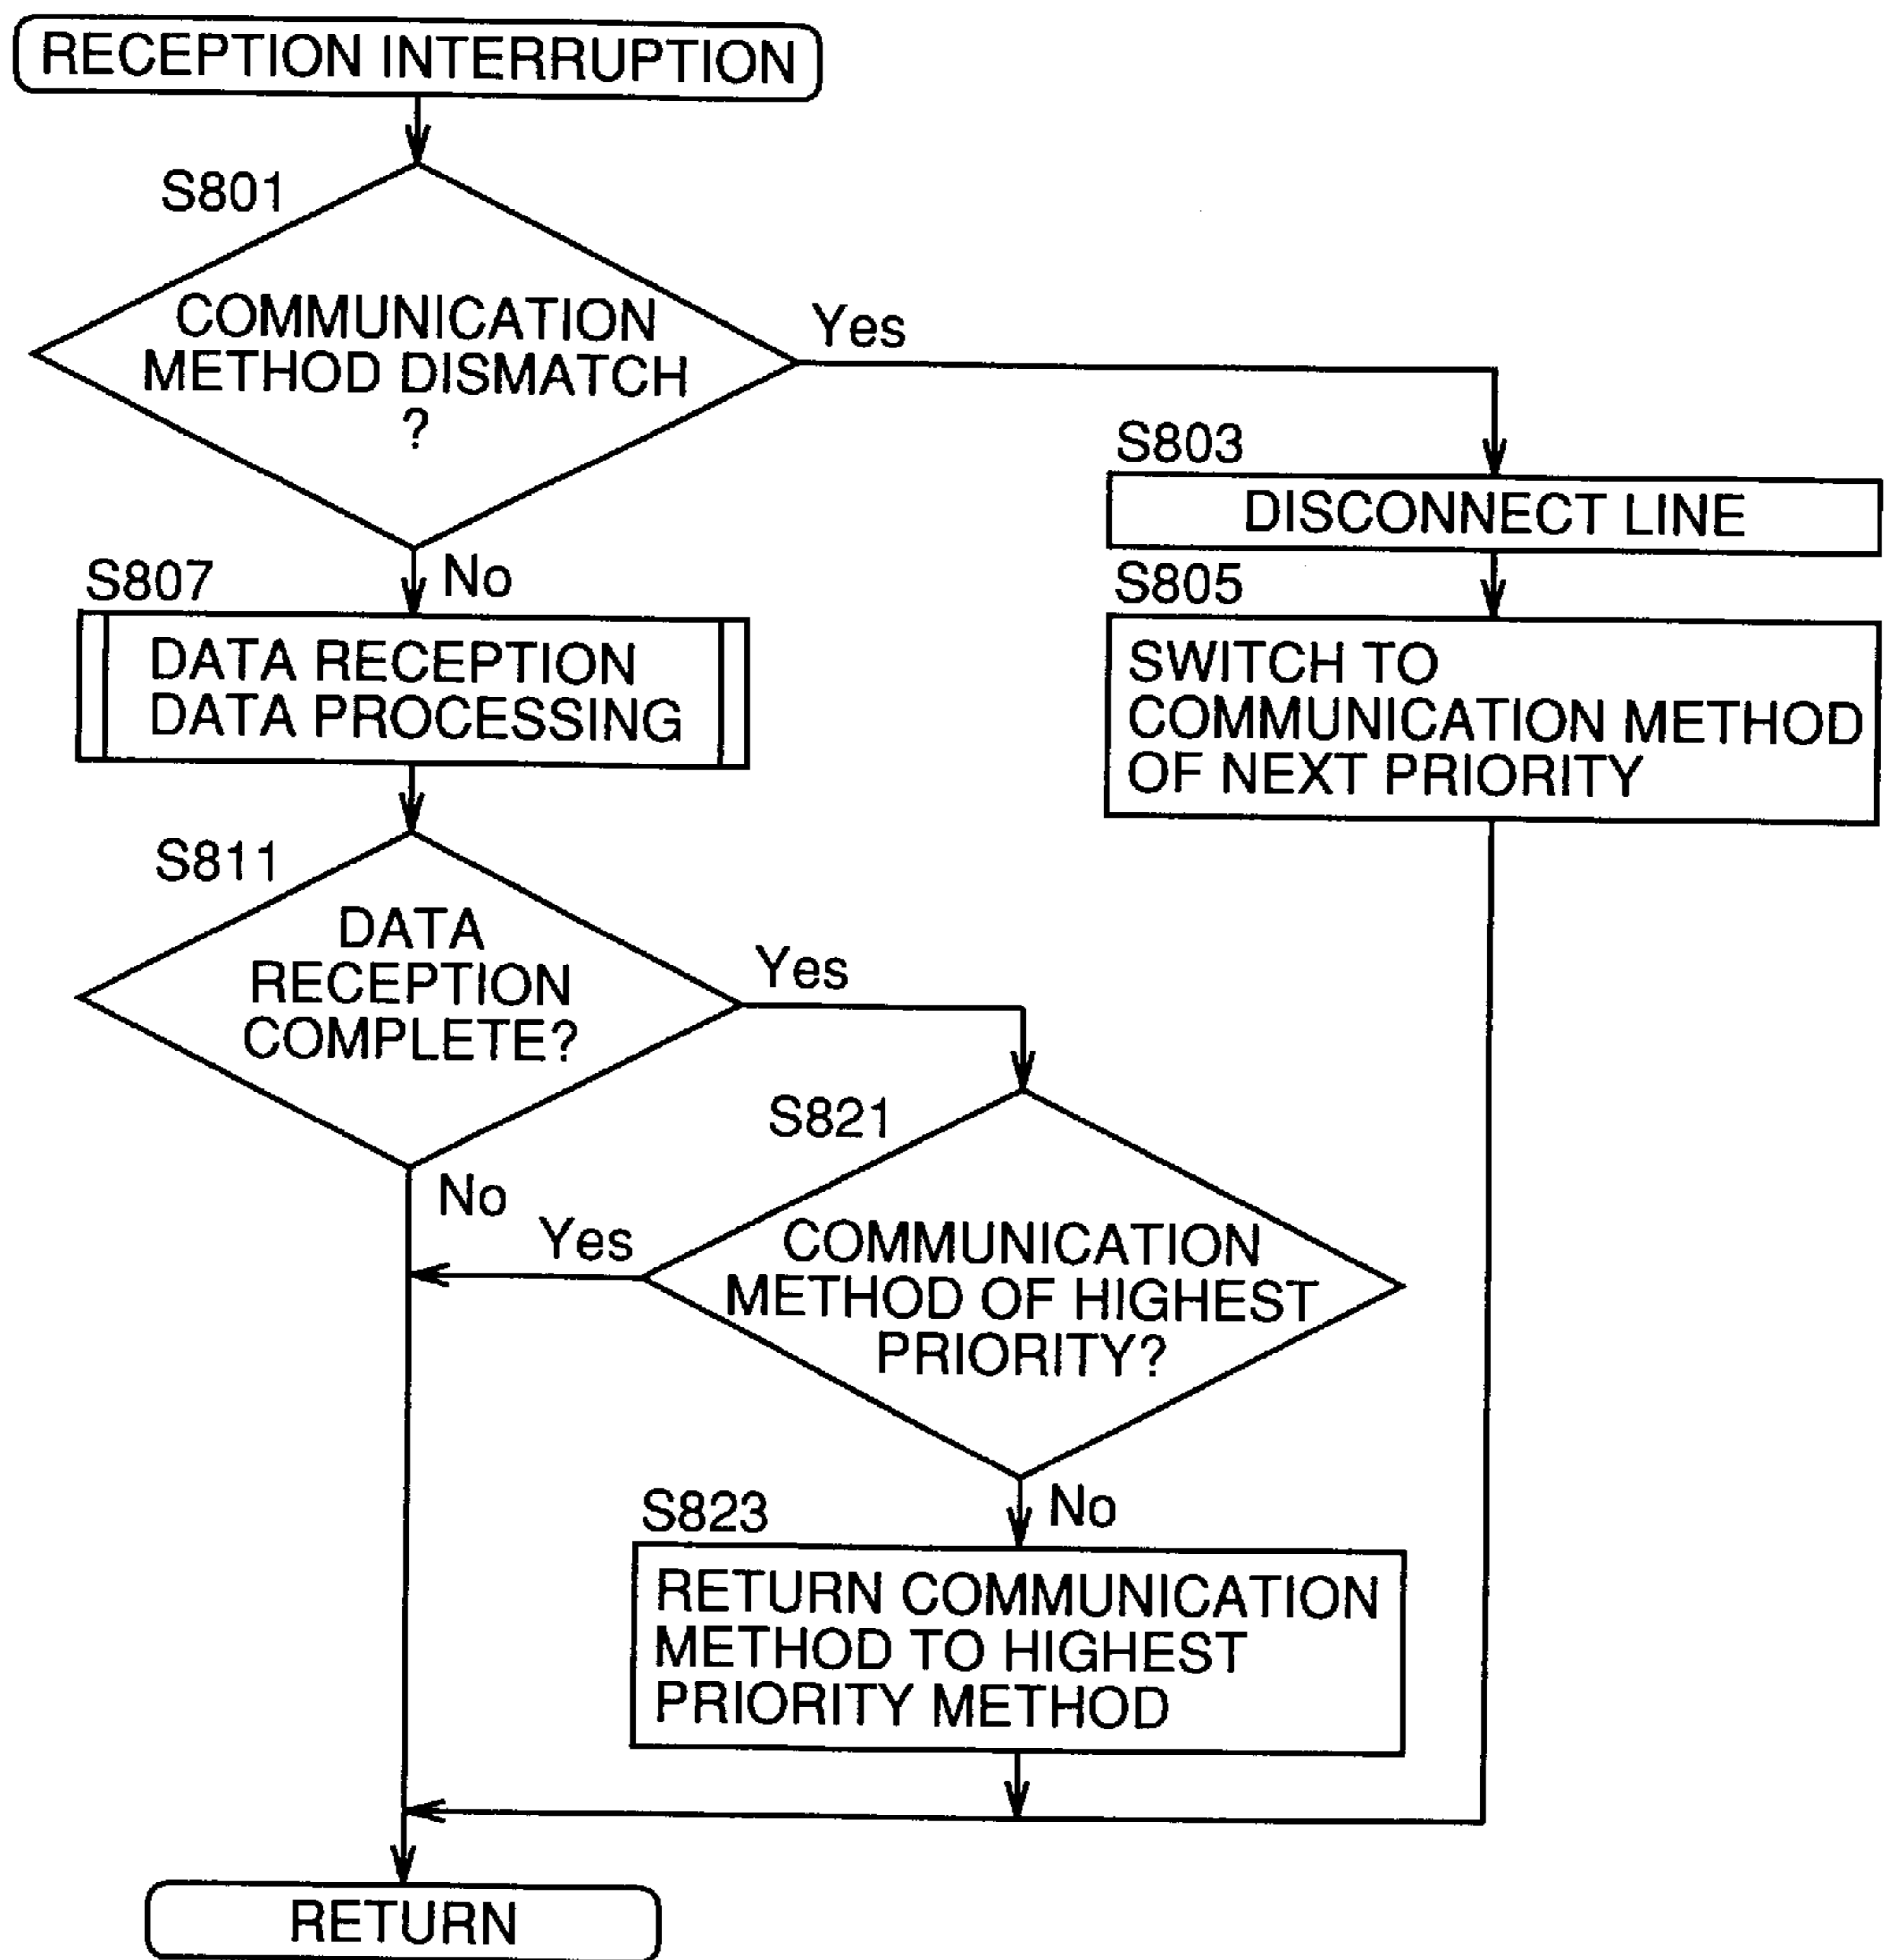 RECEPTION INTERRUPTION
S801
COMMUNICATION
METHOD DISMATCH
?
Yes
No
S803
DISCONNECT LINE
S805
SWITCH TO
COMMUNICATION METHOD
OF NEXT PRIORITY
S807
DATA RECEPTION
DATA PROCESSING
S811
DATA
RECEPTION
COMPLETE?
Yes
No
S821
COMMUNICATION
METHOD OF HIGHEST
PRIORITY?
Yes
No
S823
RETURN COMMUNICATION
METHOD TO HIGHEST
PRIORITY METHOD
RETURN